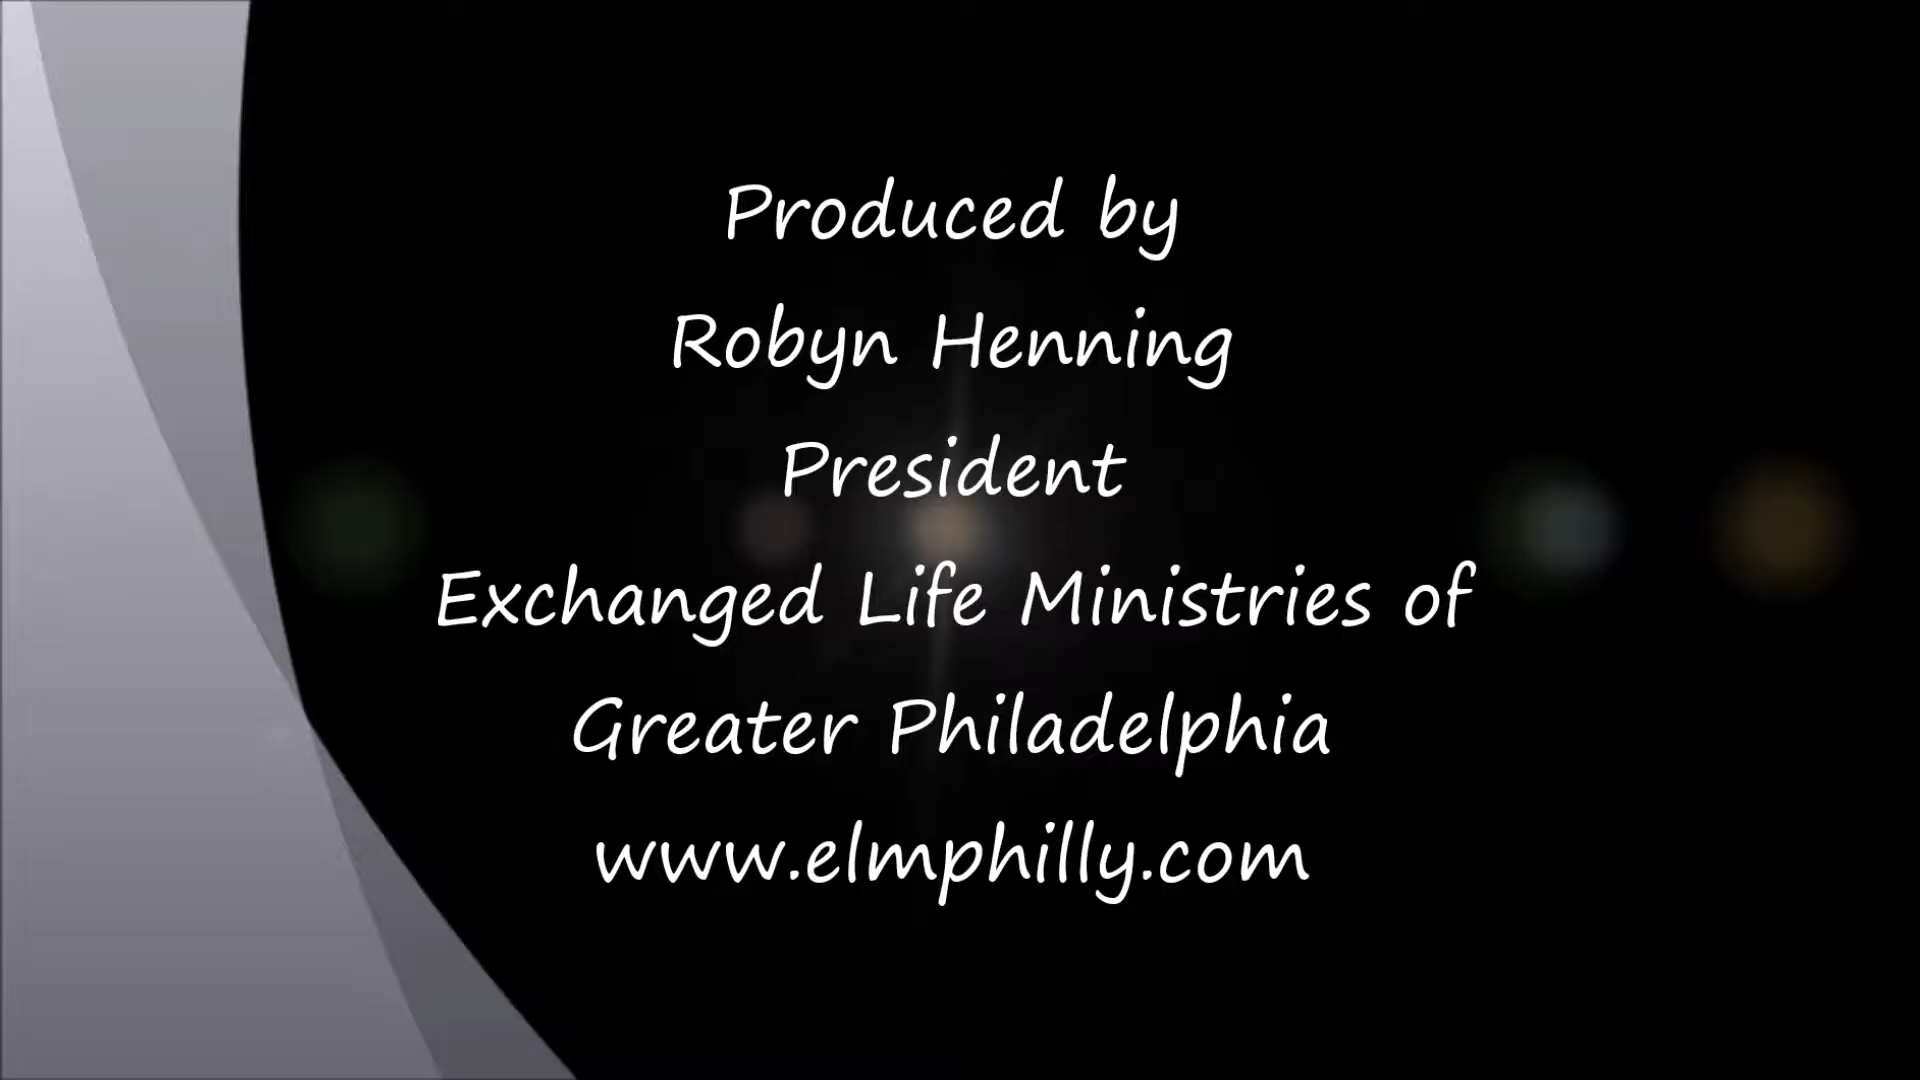 Produced by
Robyn Henning
President
Exchanged Life Ministries of
Greater Philadelphia
www.elmphilly.com